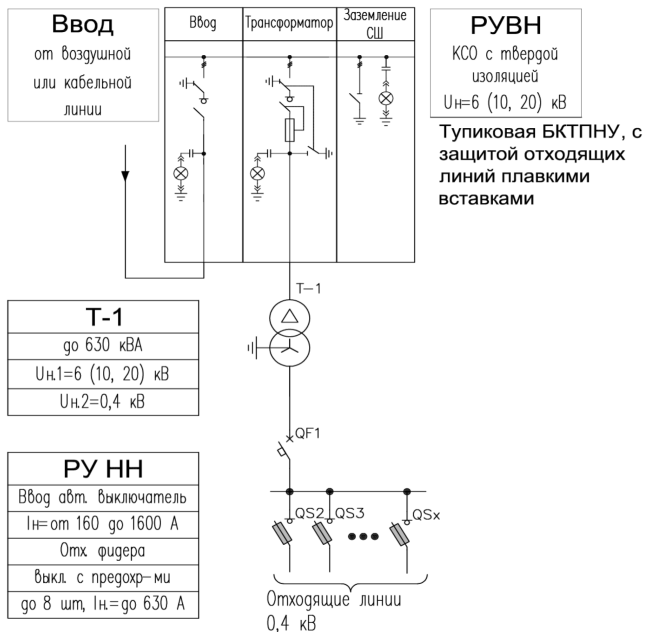 Ввод
от воздушной
или кабельной
линии
Ввод
Трансформатор
Заземление
СШ
РУВН
КСО с твердой
изоляцией
Uн=6 (10, 20) кВ
Тупиковая БКТПНУ, с
защитой отходящих
линий плавкими
вставками
Т-1
Т-1
до 630 кВА
Uн.1=6 (10, 20) кВ
Uн.2=0,4 кВ
QF1
РУ НН
Ввод авт. выключатель
Iн=от 160 до 1600 А
Отх. фидера
выкл. с предохр-ми
до 8 шт, Iн.=до 630 А
QS2
QS3
QSx
Отходящие линии
0,4 кВ